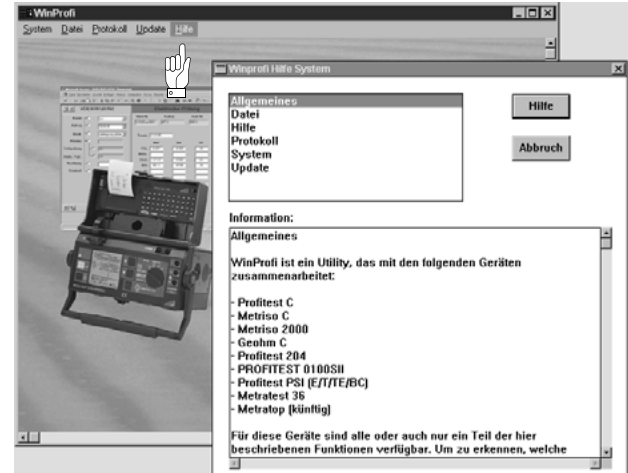 WinProfi
System Datei Protokoll Update Hilfe
Winprofi Hilfe System
Allgemeines
Datei
Hilfe
Protokoll
System
Update
Hilfe
Abbruch
Information:
Allgemeines
WinProfi ist ein Utility, das mit den folgenden Geräten
zusammenarbeitet:
- Profitest C
- Metriso C
- Metriso 2000
- Geohm C
- Profitest 204
- PROFITEST 0100SII
- Profitest PSI (E/T/TE/BC)
- Metratest 36
- Metratop (künftig)
Für diese Geräte sind alle oder auch nur ein Teil der hier
beschriebenen Funktionen verfügbar. Um zu erkennen, welche